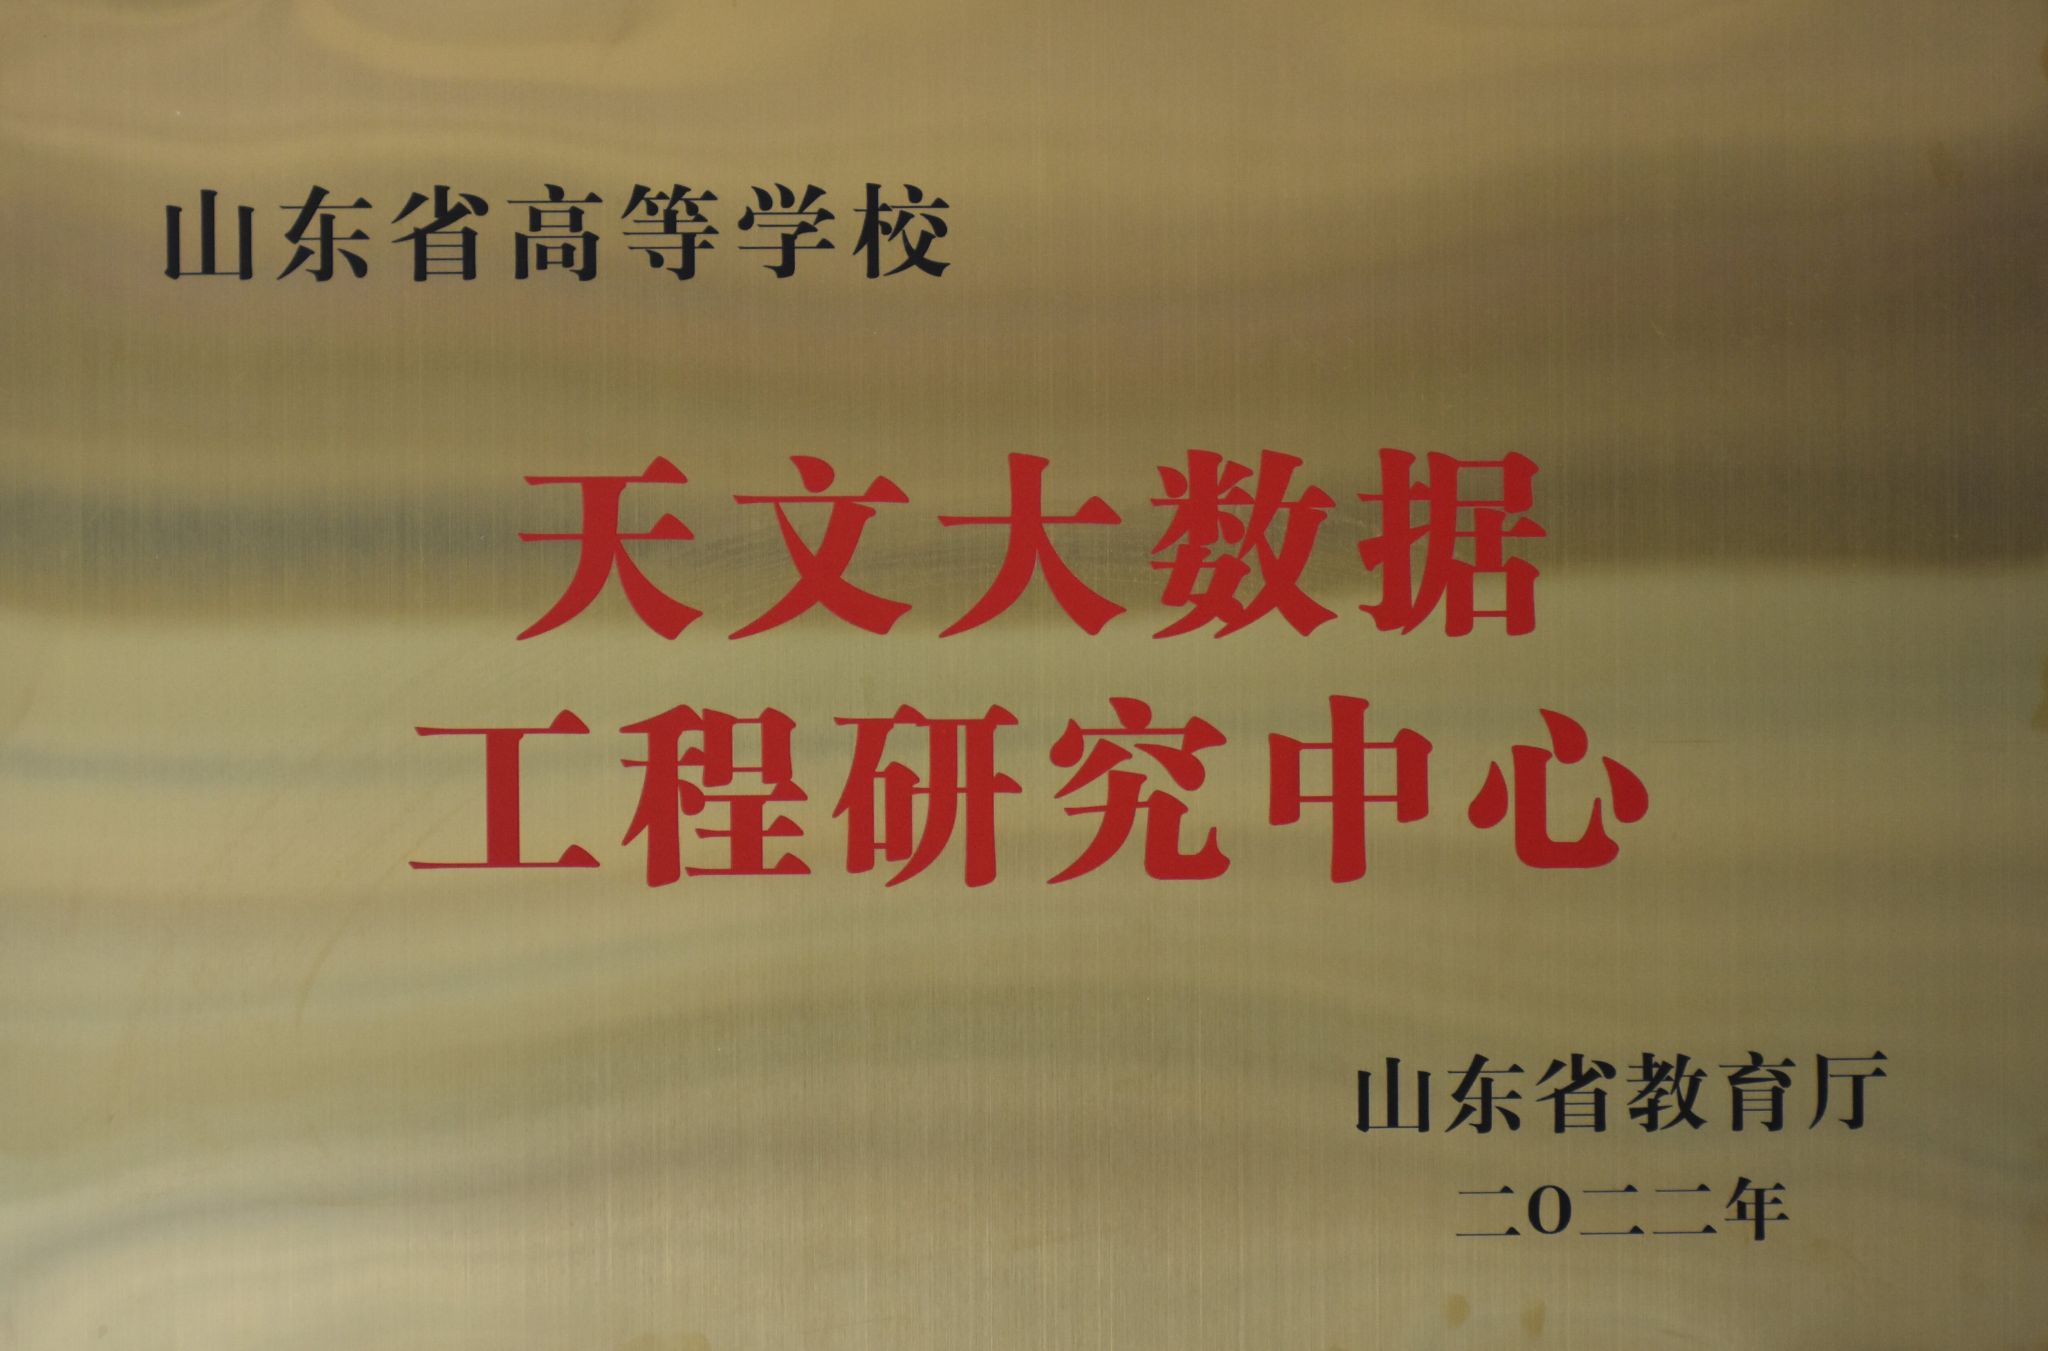 山东省高等学校
天文大数据
工程研究中心
山东省教育厅
二〇二二年